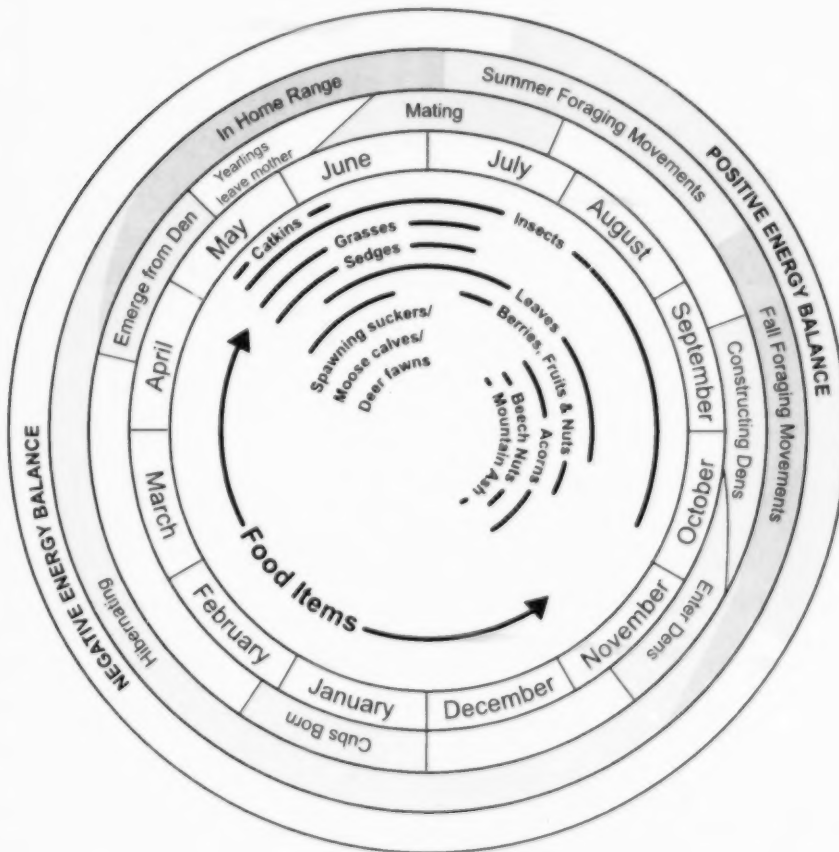 POSITIVE ENERGY BALANCE
NEGATIVE ENERGY BALANCE
In Home Range
Summer Foraging Movements
Fall Foraging Movements
Hibernating
Emerge from Den
Yearlings
leave mother
Mating
Constructing Dens
Enter Dens
Cubs Born
January
February
March
April
May
June
July
August
September
October
November
December
Catkins
Insects
Grasses
Sedges
Leaves
Berries, Fruits & Nuts
Spawning suckers/
Moose calves/
Deer fawns
Acorns
Beech Nuts
Mountain Ash
Food Items